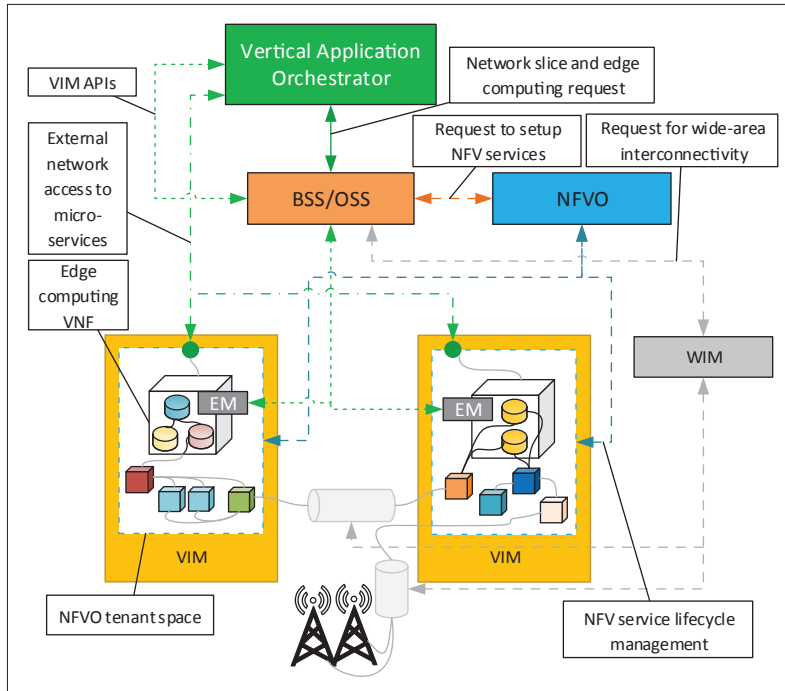 Vertical Application
Orchestrator
VIM APIs
Network slice and edge
computing request
External
network
access to
micro-
services
Request to setup
NFV services
Request for wide-area
interconnectivity
BSS/OSS
NFVO
Edge
computing
VNF
WIM
EM
EM
VIM
VIM
NFVO tenant space
NFV service lifecycle
management